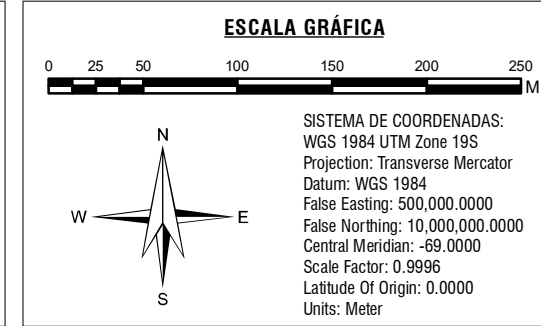 ESCALA GRÁFICA
0 25 50 100 150 200 250
M
N
W E
S
SISTEMA DE COORDENADAS:
WGS 1984 UTM Zone 19S
Projection: Transverse Mercator
Datum: WGS 1984
False Easting: 500,000.0000
False Northing: 10,000,000.0000
Central Meridian: -69.0000
Scale Factor: 0.9996
Latitude Of Origin: 0.0000
Units: Meter